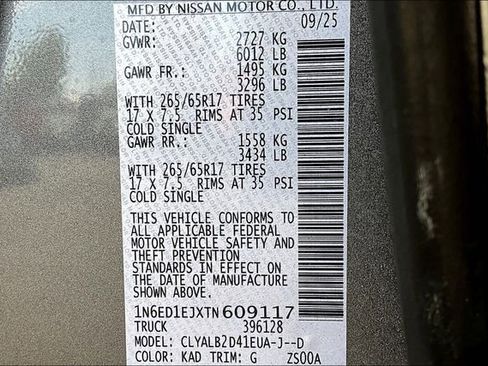 MFD BY NISSAN MOTOR CO., LTD.
DATE: 09/25
GVWR: 2727 KG
6012 LB
GAWR FR.: 1495 KG
3296 LB
WITH 265/65R17 TIRES
17 X 7.5 RIMS AT 35 PSI
COLD SINGLE
GAWR RR.: 1558 KG
3434 LB
WITH 265/65R17 TIRES
17 X 7.5 RIMS AT 35 PSI
COLD SINGLE
THIS VEHICLE CONFORMS TO
ALL APPLICABLE FEDERAL
MOTOR VEHICLE SAFETY AND
THEFT PREVENTION
STANDARDS IN EFFECT ON
THE DATE OF MANUFACTURE
SHOWN ABOVE.
1N6ED1EJXTN609117
TRUCK 396128
MODEL: CLYALB2D41EUA-J--D
COLOR: KAD TRIM: G ZS00A